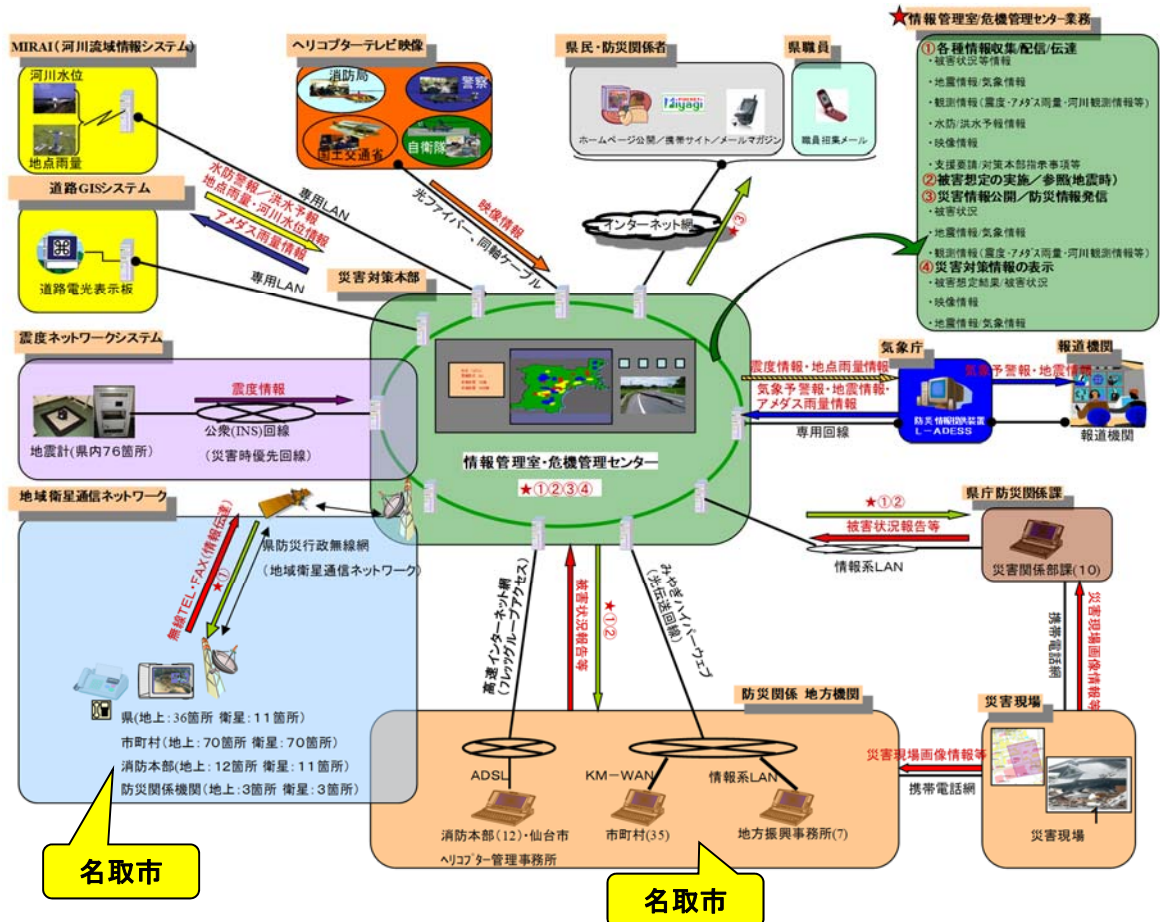 MIRAI(河川流域情報システム)
河川水位
地点雨量
ヘリコプターテレビ映像
消防局
警察
国土交通省
自衛隊
県民・防災関係者
Miyagi
ホームページ公開/携帯サイト/メールマガジン
県職員
職員招集メール
★情報管理室/危機管理センター業務
①各種情報収集/配信/伝達
・被害状況等情報
・地震情報/気象情報
・観測情報(震度・アメダス雨量・河川観測情報等)
・水防/洪水予報情報
・映像情報
・支援要請/対策本部指示事項等
②被害想定の実施/参照(地震時)
③災害情報公開/防災情報発信
・被害状況
・地震情報/気象情報
・観測情報(震度・アメダス雨量・河川観測情報等)
④災害対策情報の表示
・被害想定結果/被害状況
・映像情報
・地震情報/気象情報
道路GISシステム
道路電光表示板
専用LAN
水防警報/洪水予報
地点雨量・河川水位情報
アメダス雨量情報
専用LAN
映像情報
光ファイバー、同軸ケーブル
インターネット網
★③
災害対策本部
情報管理室・危機管理センター
★①②③④
震度ネットワークシステム
震度情報
公衆(INS)回線
(災害時優先回線)
地震計(県内76箇所)
震度情報・地点雨量情報
気象予警報・地震情報・
アメダス雨量情報
専用回線
気象庁
防災情報提供装置
L-ADESS
気象予警報・地震情報
報道機関
報道機関
地域衛星通信ネットワーク
県防災行政無線網
(地域衛星通信ネットワーク)
無線TEL・FAX(情報伝達)
★①
県(地上:36箇所 衛星:11箇所)
市町村(地上:70箇所 衛星:70箇所)
消防本部(地上:12箇所 衛星:11箇所)
防災関係機関(地上:3箇所 衛星:3箇所)
名取市
高速インターネット網
(フレッツグループアクセス)
被害状況報告等
★①②
みやぎハイパーウェブ
(光伝送回線)
★①②
被害状況報告等
情報系LAN
県庁防災関係課
災害関係部課(10)
携帯電話網
災害現場画像情報等
防災関係 地方機関
ADSL
KM-WAN
情報系LAN
消防本部(12)・仙台市
ヘリコプター管理事務所
市町村(35)
地方振興事務所(7)
名取市
災害現場画像情報等
携帯電話網
災害現場
災害現場